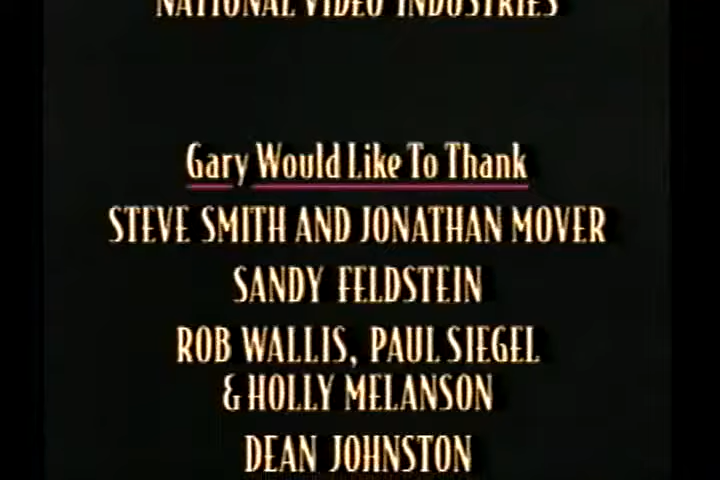 NATIONAL VIDEO INDUSTRIES
Gary Would Like To Thank
STEVE SMITH AND JONATHAN MOVER
SANDY FELDSTEIN
ROB WALLIS, PAUL SIEGEL
& HOLLY MELANSON
DEAN JOHNSTON